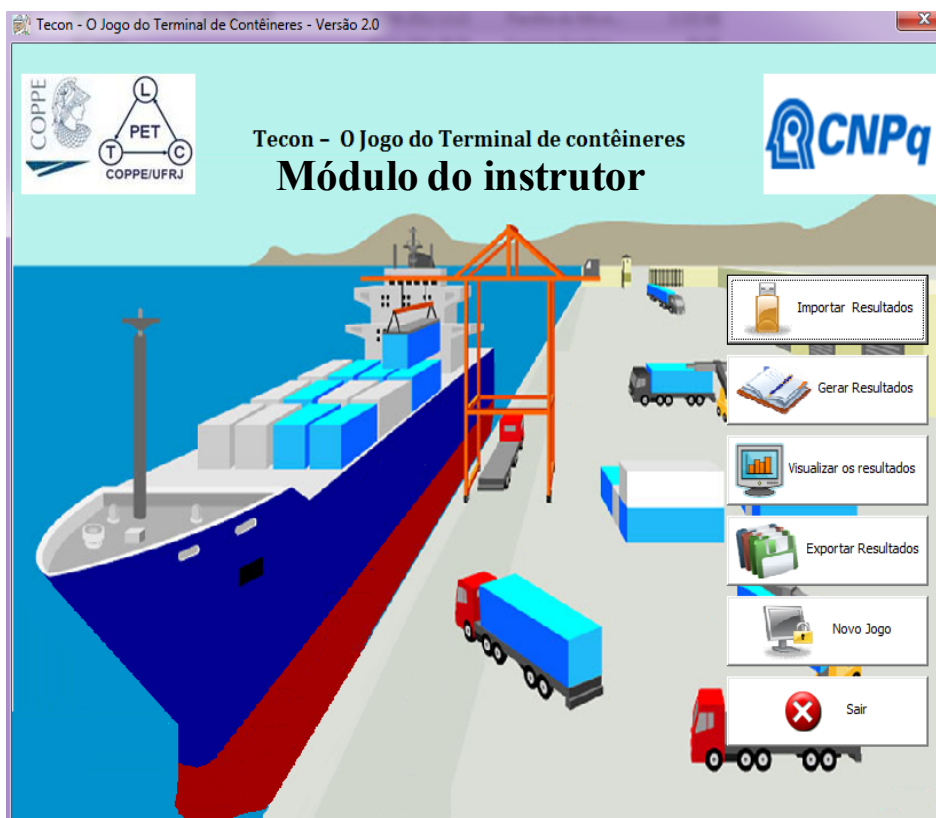 Tecon - O Jogo do Terminal de Contêineres - Versão 2.0
COPPE
L
PET
T
C
COPPE/UFRJ
CNPq
Tecon – O Jogo do Terminal de contêineres
Módulo do instrutor
Importar Resultados
Gerar Resultados
Visualizar os resultados
Exportar Resultados
Novo Jogo
Sair